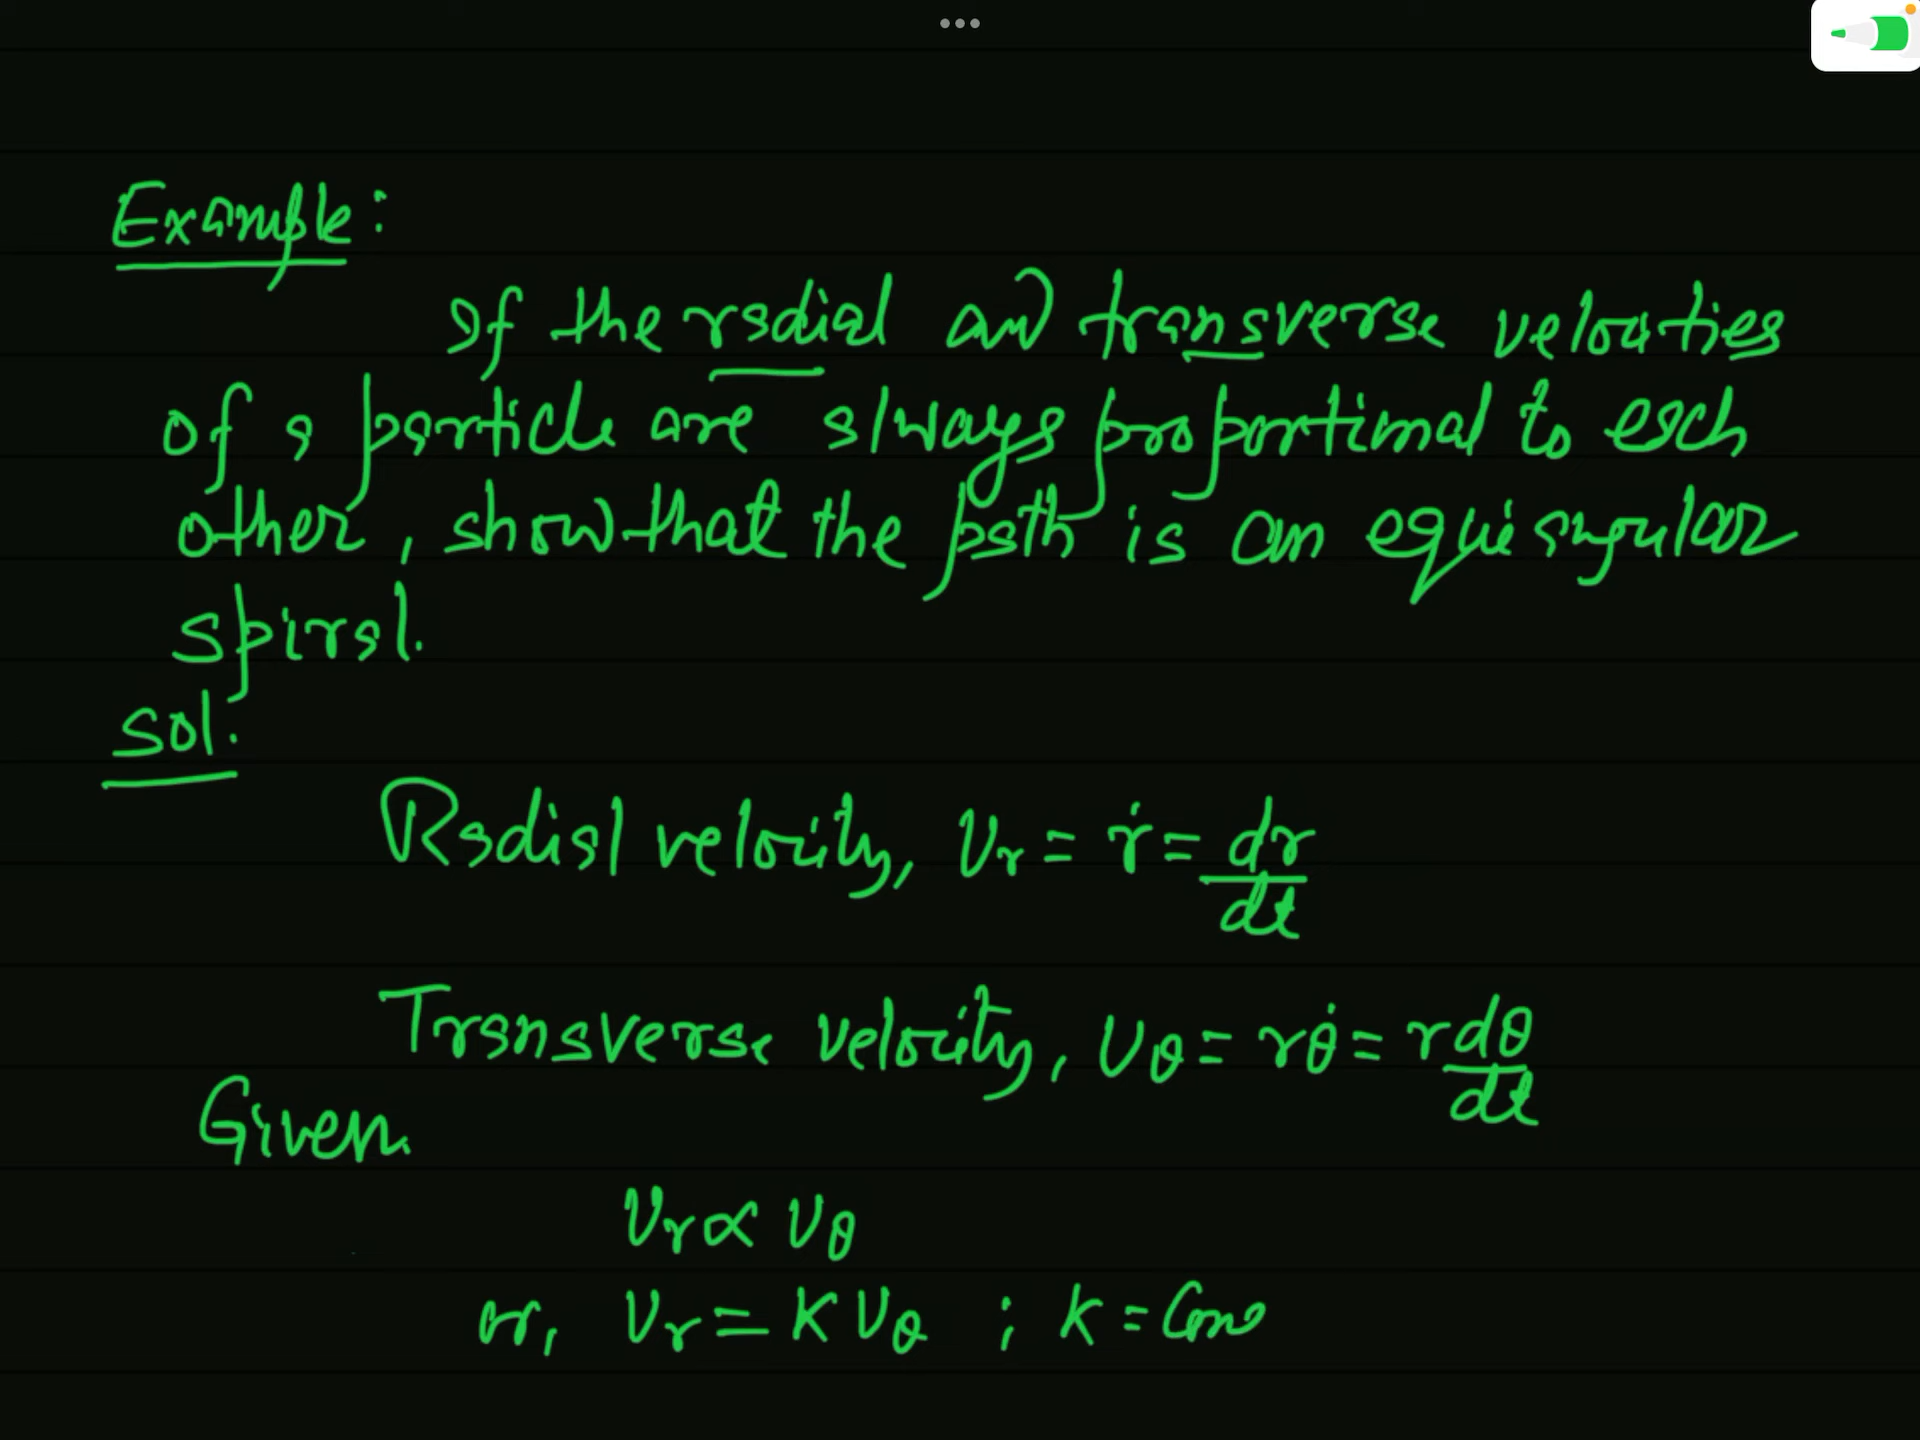 Example:
If the radial and transverse velocities
of a particle are always proportional to each
other, show that the path is an equiangular
spiral.
Sol.
Radial velocity, Vr = ṙ = dr/dt
Transverse velocity, Vθ = rθ̇ = r dθ/dt
Given
Vr ∝ Vθ
or, Vr = K Vθ ; K = Con